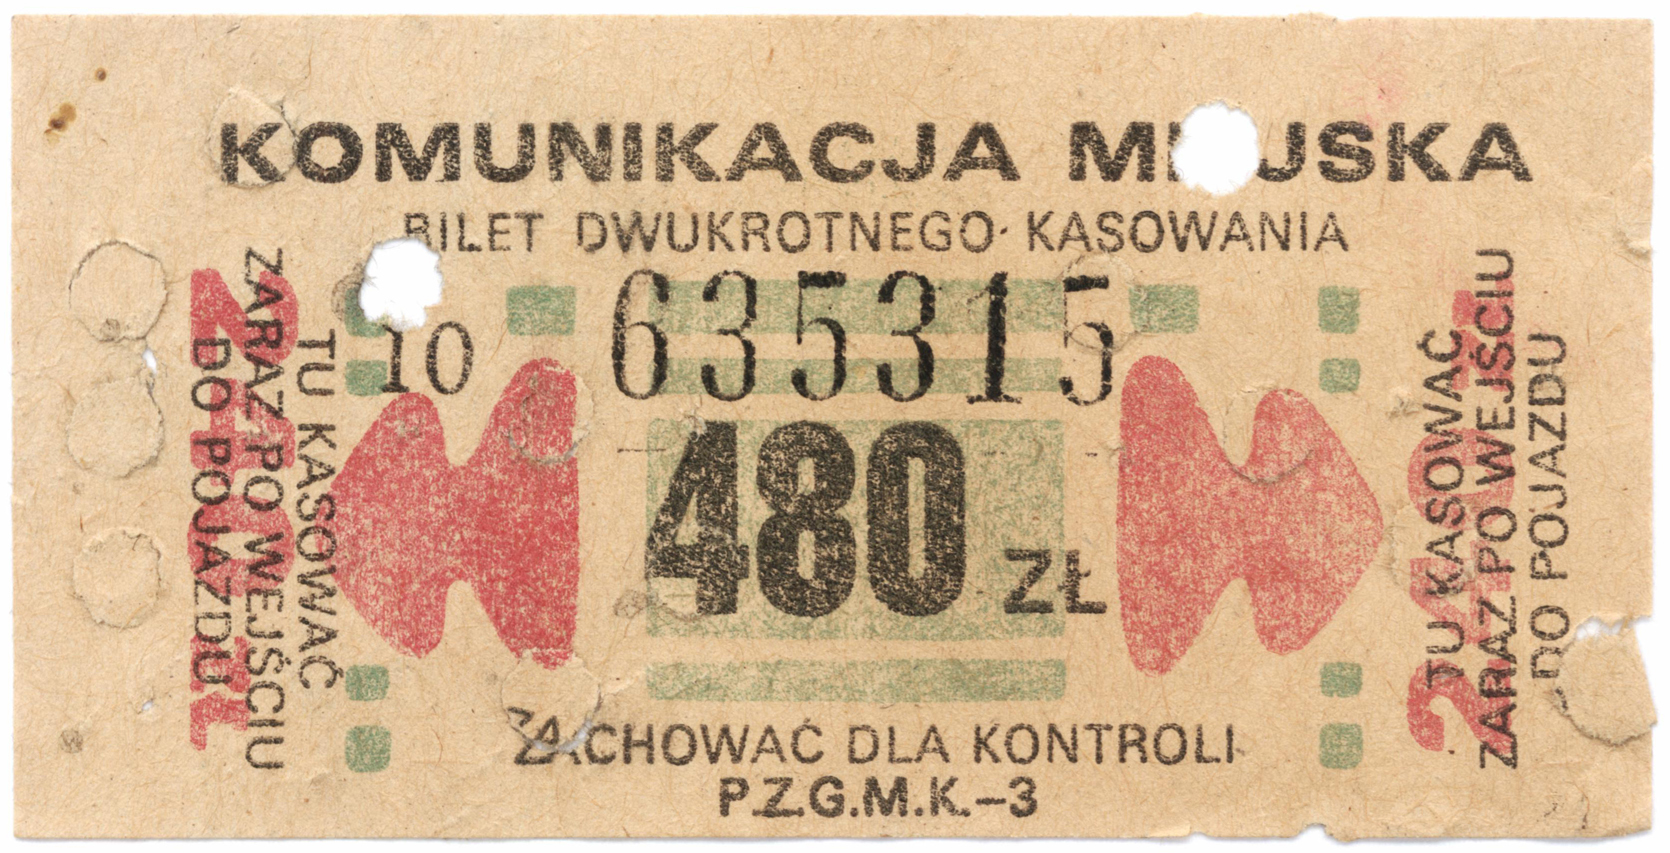 KOMUNIKACJA MIEJSKA
BILET DWUKROTNEGO KASOWANIA
10 635315
480 ZŁ
TU KASOWAĆ
ZARAZ PO WEJŚCIU
DO POJAZDU
TU KASOWAĆ
ZARAZ PO WEJŚCIU
DO POJAZDU
ZACHOWAĆ DLA KONTROLI
P.Z.G.M.K.–3